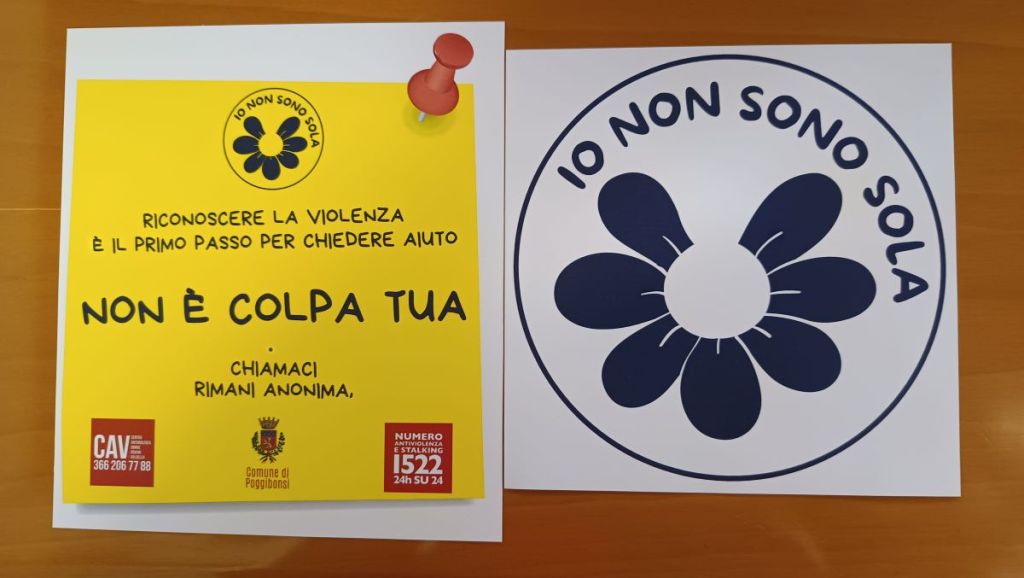 IO NON SONO SOLA
RICONOSCERE LA VIOLENZA
È IL PRIMO PASSO PER CHIEDERE AIUTO
NON È COLPA TUA
.
CHIAMACI
RIMANI ANONIMA,
CAV
366 206 77 88
Comune di
Poggibonsi
NUMERO
ANTIVIOLENZA
E STALKING
1522
24h SU 24
IO NON SONO SOLA